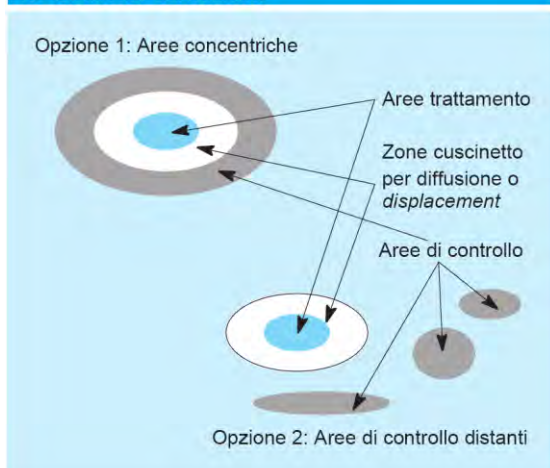 Opzione 1: Aree concentriche
Aree trattamento
Zone cuscinetto
per diffusione o
displacement
Aree di controllo
Opzione 2: Aree di controllo distanti